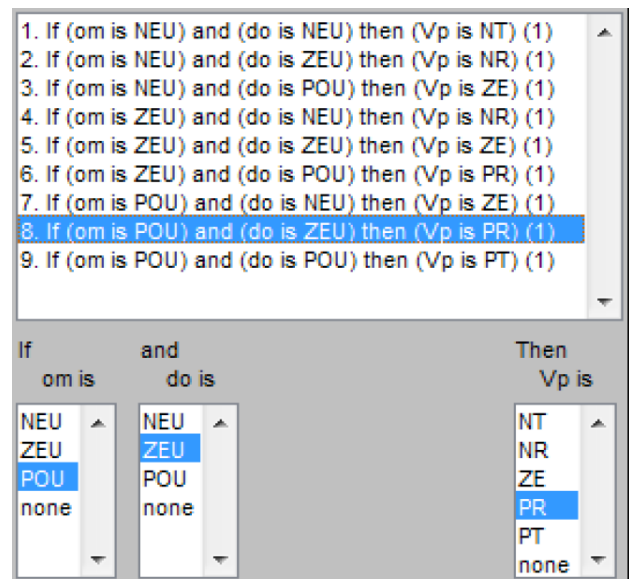 1. If (om is NEU) and (do is NEU) then (Vp is NT) (1)
2. If (om is NEU) and (do is ZEU) then (Vp is NR) (1)
3. If (om is NEU) and (do is POU) then (Vp is ZE) (1)
4. If (om is ZEU) and (do is NEU) then (Vp is NR) (1)
5. If (om is ZEU) and (do is ZEU) then (Vp is ZE) (1)
6. If (om is ZEU) and (do is POU) then (Vp is PR) (1)
7. If (om is POU) and (do is NEU) then (Vp is ZE) (1)
8. If (om is POU) and (do is ZEU) then (Vp is PR) (1)
9. If (om is POU) and (do is POU) then (Vp is PT) (1)
If
om is
NEU
ZEU
POU
none
and
do is
NEU
ZEU
POU
none
Then
Vp is
NT
NR
ZE
PR
PT
none